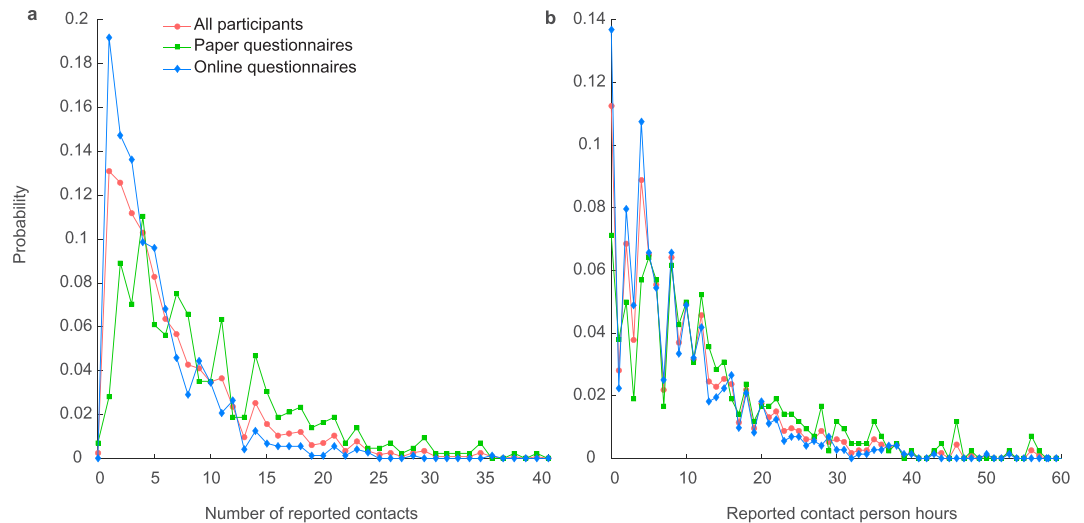 a
All participants
Paper questionnaires
Online questionnaires
0.2
0.18
0.16
0.14
0.12
0.1
0.08
0.06
0.04
0.02
0
Probability
0 5 10 15 20 25 30 35 40
Number of reported contacts
b
0.14
0.12
0.1
0.08
0.06
0.04
0.02
0
0 10 20 30 40 50 60
Reported contact person hours